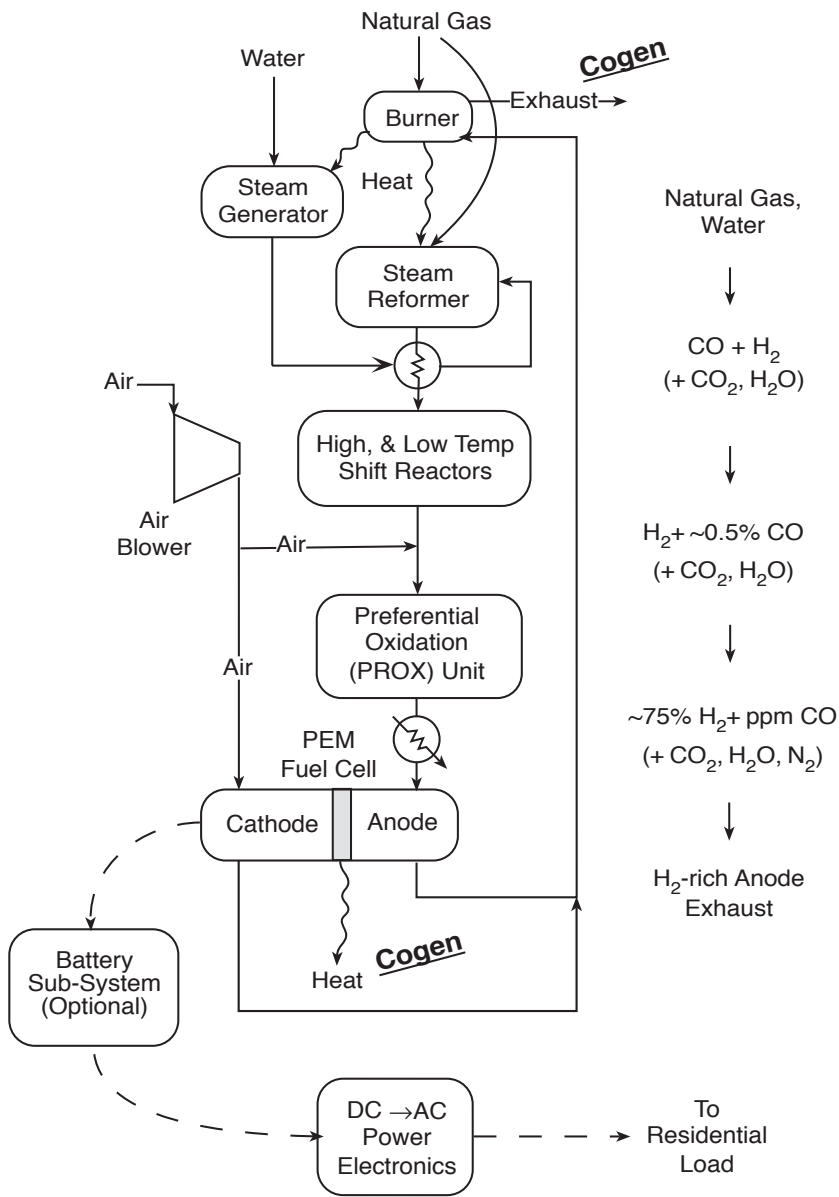 Natural Gas
Water
Cogen
Exhaust
Burner
Heat
Steam
Generator
Steam
Reformer
Air
High, & Low Temp
Shift Reactors
Air
Blower
Air
Preferential
Oxidation
(PROX) Unit
Air
PEM
Fuel Cell
Cathode
Anode
Cogen
Heat
Battery
Sub-System
(Optional)
DC →AC
Power
Electronics
To
Residential
Load
Natural Gas,
Water
CO + H₂
(+ CO₂, H₂O)
H₂+ ~0.5% CO
(+ CO₂, H₂O)
~75% H₂+ ppm CO
(+ CO₂, H₂O, N₂)
H₂-rich Anode
Exhaust